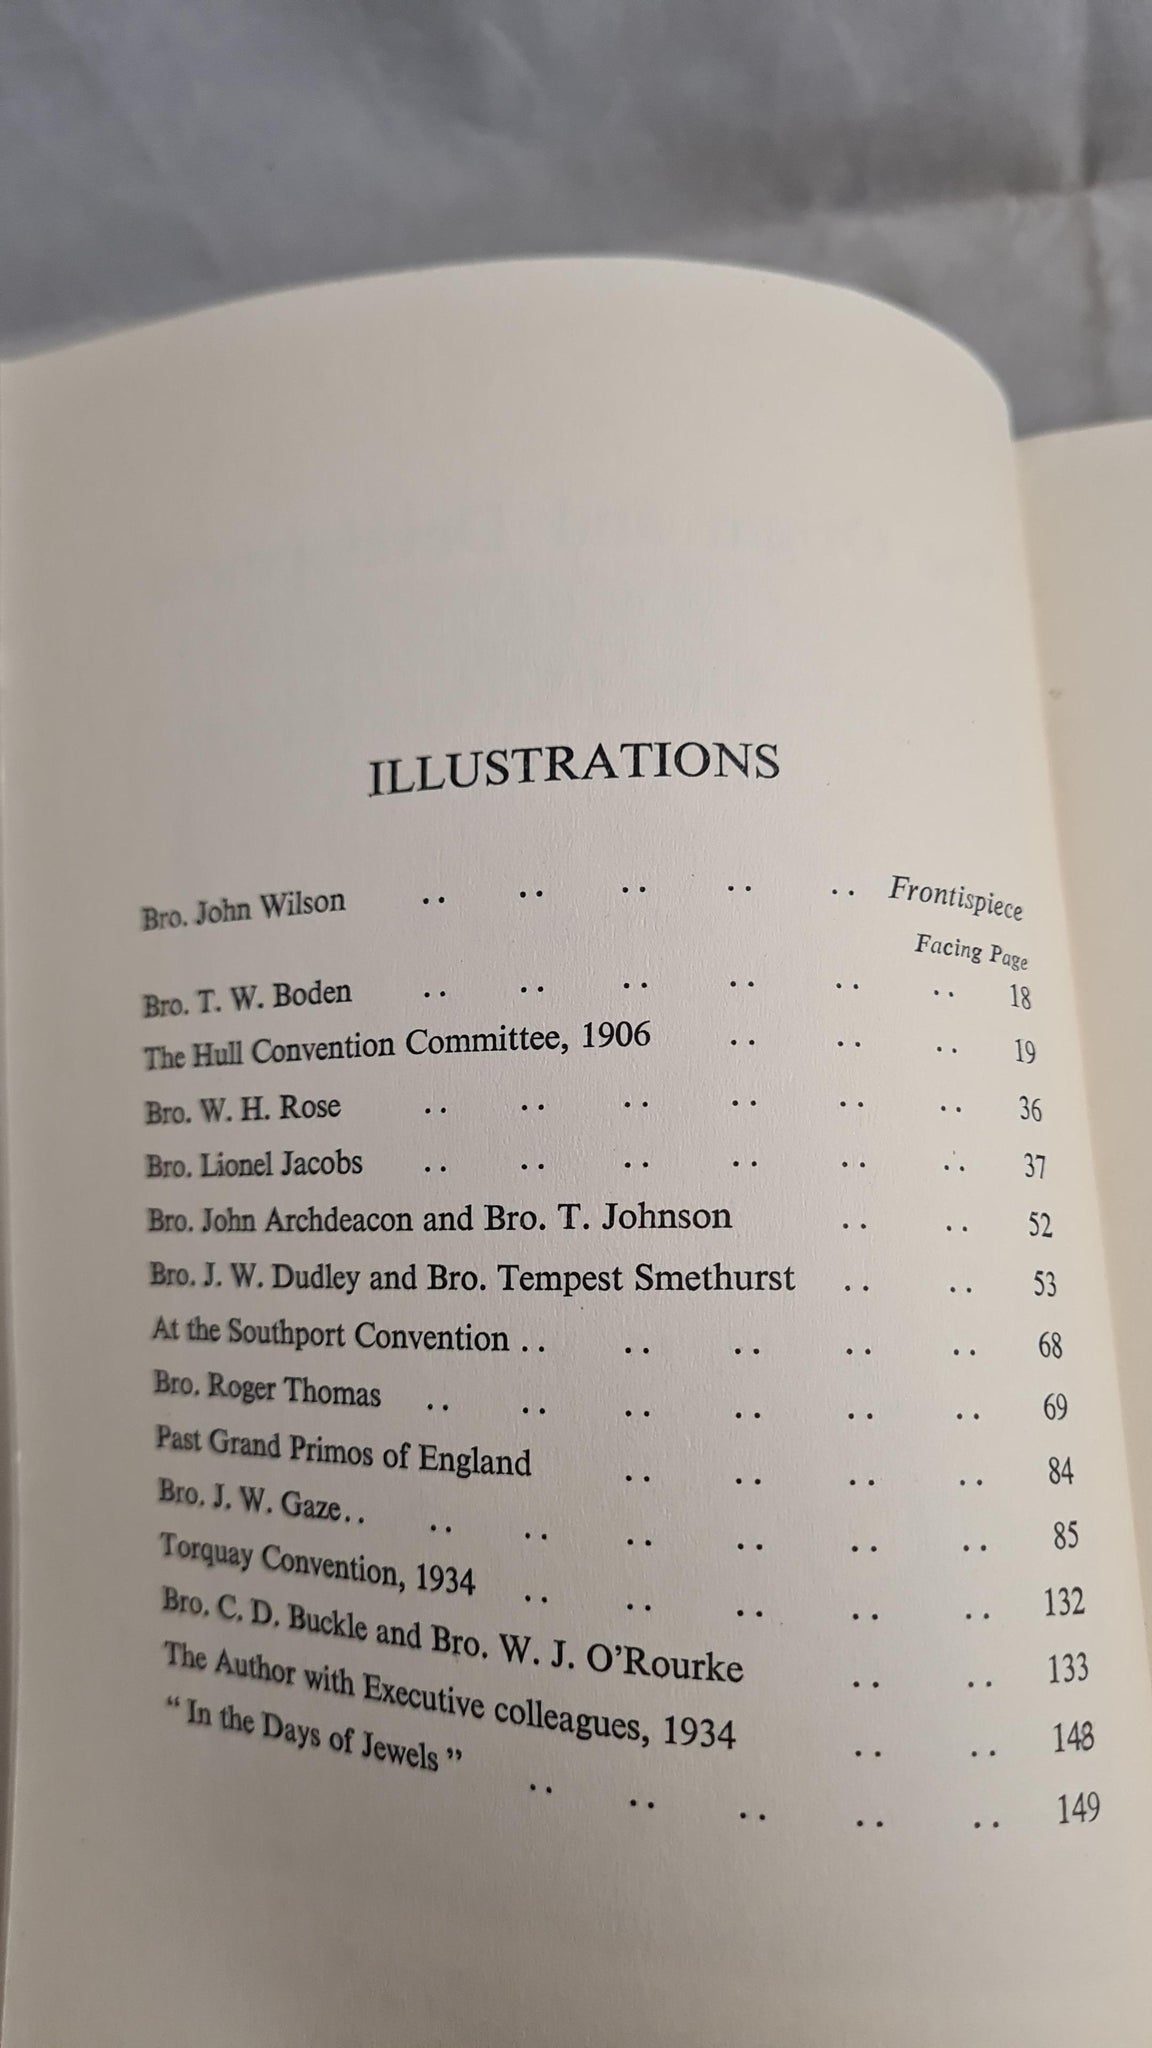 ILLUSTRATIONS
Bro. John Wilson .. .. .. .. .. Frontispiece
Facing Page
Bro. T. W. Boden .. .. .. .. .. .. 18
The Hull Convention Committee, 1906 .. .. .. 19
Bro. W. H. Rose .. .. .. .. .. .. 36
Bro. Lionel Jacobs .. .. .. .. .. .. 37
Bro. John Archdeacon and Bro. T. Johnson .. .. 52
Bro. J. W. Dudley and Bro. Tempest Smethurst .. .. 53
At the Southport Convention .. .. .. .. .. 68
Bro. Roger Thomas .. .. .. .. .. .. 69
Past Grand Primos of England .. .. .. .. 84
Bro. J. W. Gaze .. .. .. .. .. .. .. 85
Torquay Convention, 1934 .. .. .. .. .. 132
Bro. C. D. Buckle and Bro. W. J. O'Rourke .. .. 133
The Author with Executive colleagues, 1934 .. .. 148
“ In the Days of Jewels ” .. .. .. .. .. 149